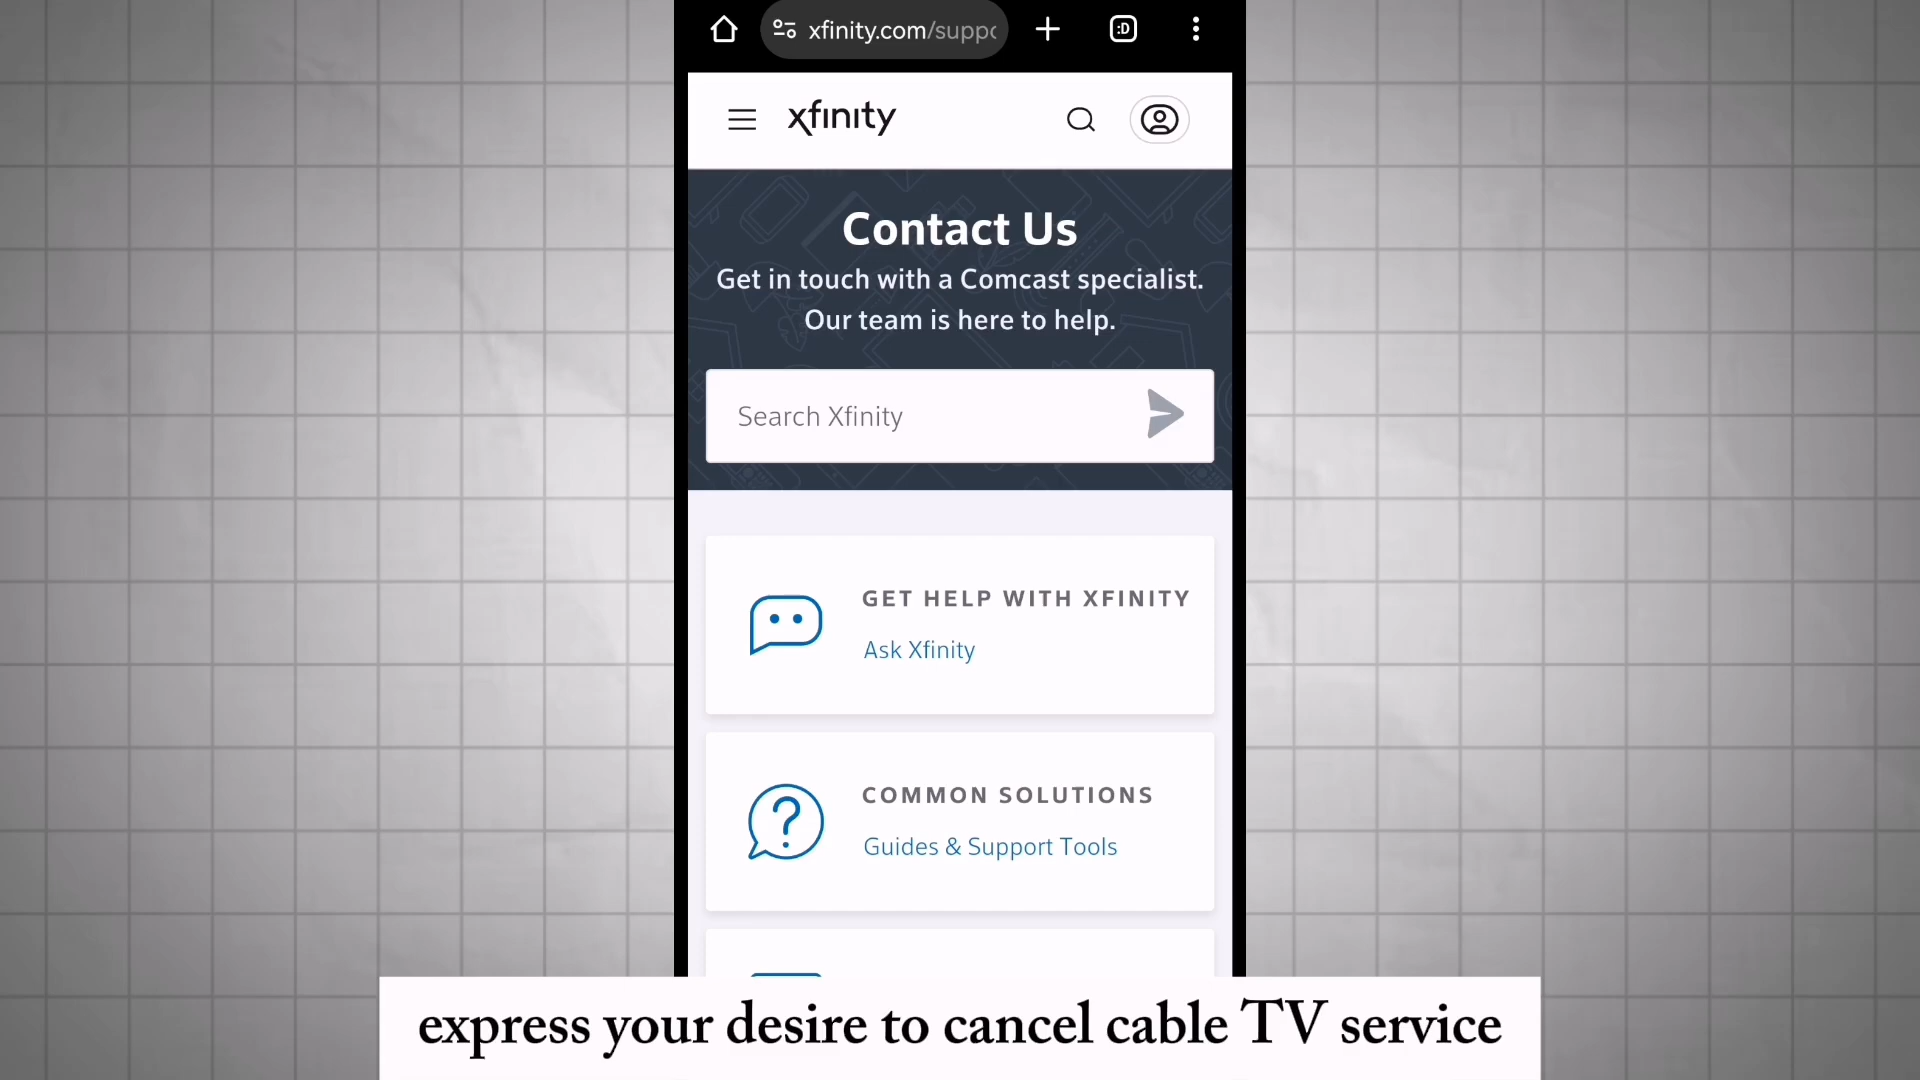 xfinity.com/suppo
:D
xfinity
Contact Us
Get in touch with a Comcast specialist.
Our team is here to help.
Search Xfinity
GET HELP WITH XFINITY
Ask Xfinity
COMMON SOLUTIONS
Guides & Support Tools
express your desire to cancel cable TV service